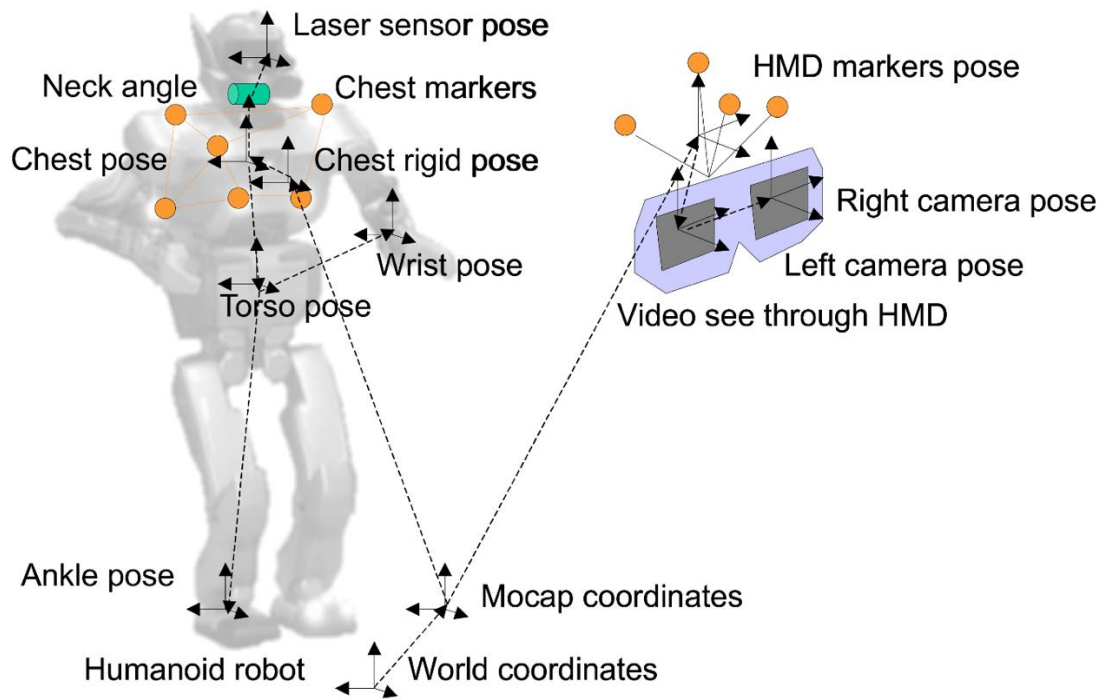 Laser sensor pose
Neck angle
Chest markers
HMD markers pose
Chest pose
Chest rigid pose
Right camera pose
Wrist pose
Left camera pose
Torso pose
Video see through HMD
Ankle pose
Mocap coordinates
Humanoid robot
World coordinates